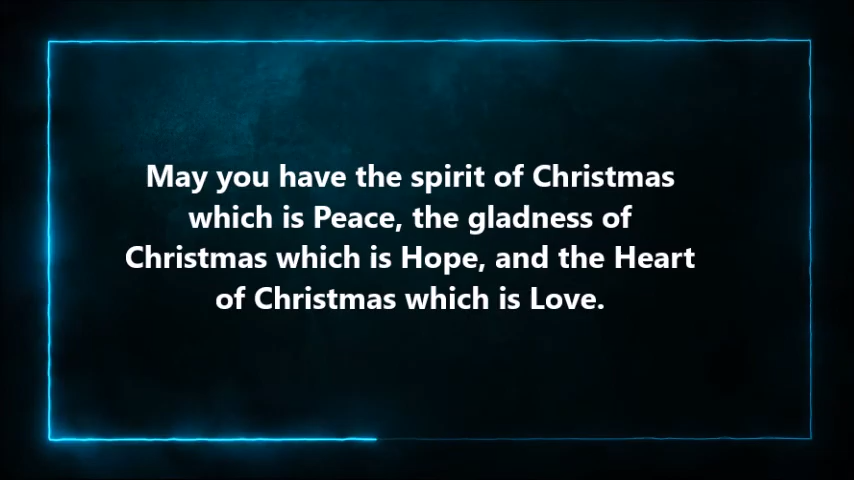 May you have the spirit of Christmas
which is Peace, the gladness of
Christmas which is Hope, and the Heart
of Christmas which is Love.